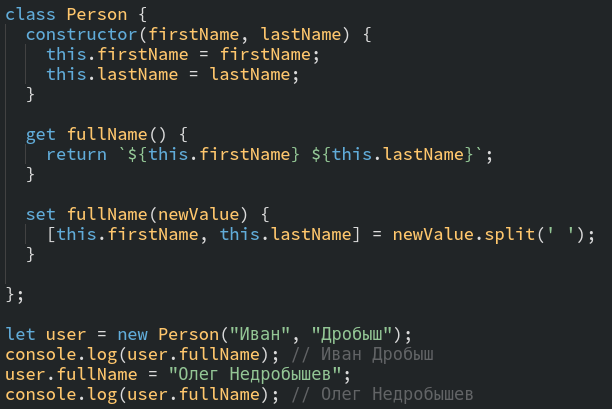 class Person {
constructor(firstName, lastName) {
this.firstName = firstName;
this.lastName = lastName;
}
get fullName() {
return `${this.firstName} ${this.lastName}`;
}
set fullName(newValue) {
[this.firstName, this.lastName] = newValue.split(' ');
}
};
let user = new Person("Иван", "Дробыш");
console.log(user.fullName); // Иван Дробыш
user.fullName = "Олег Недробышев";
console.log(user.fullName); // Олег Недробышев